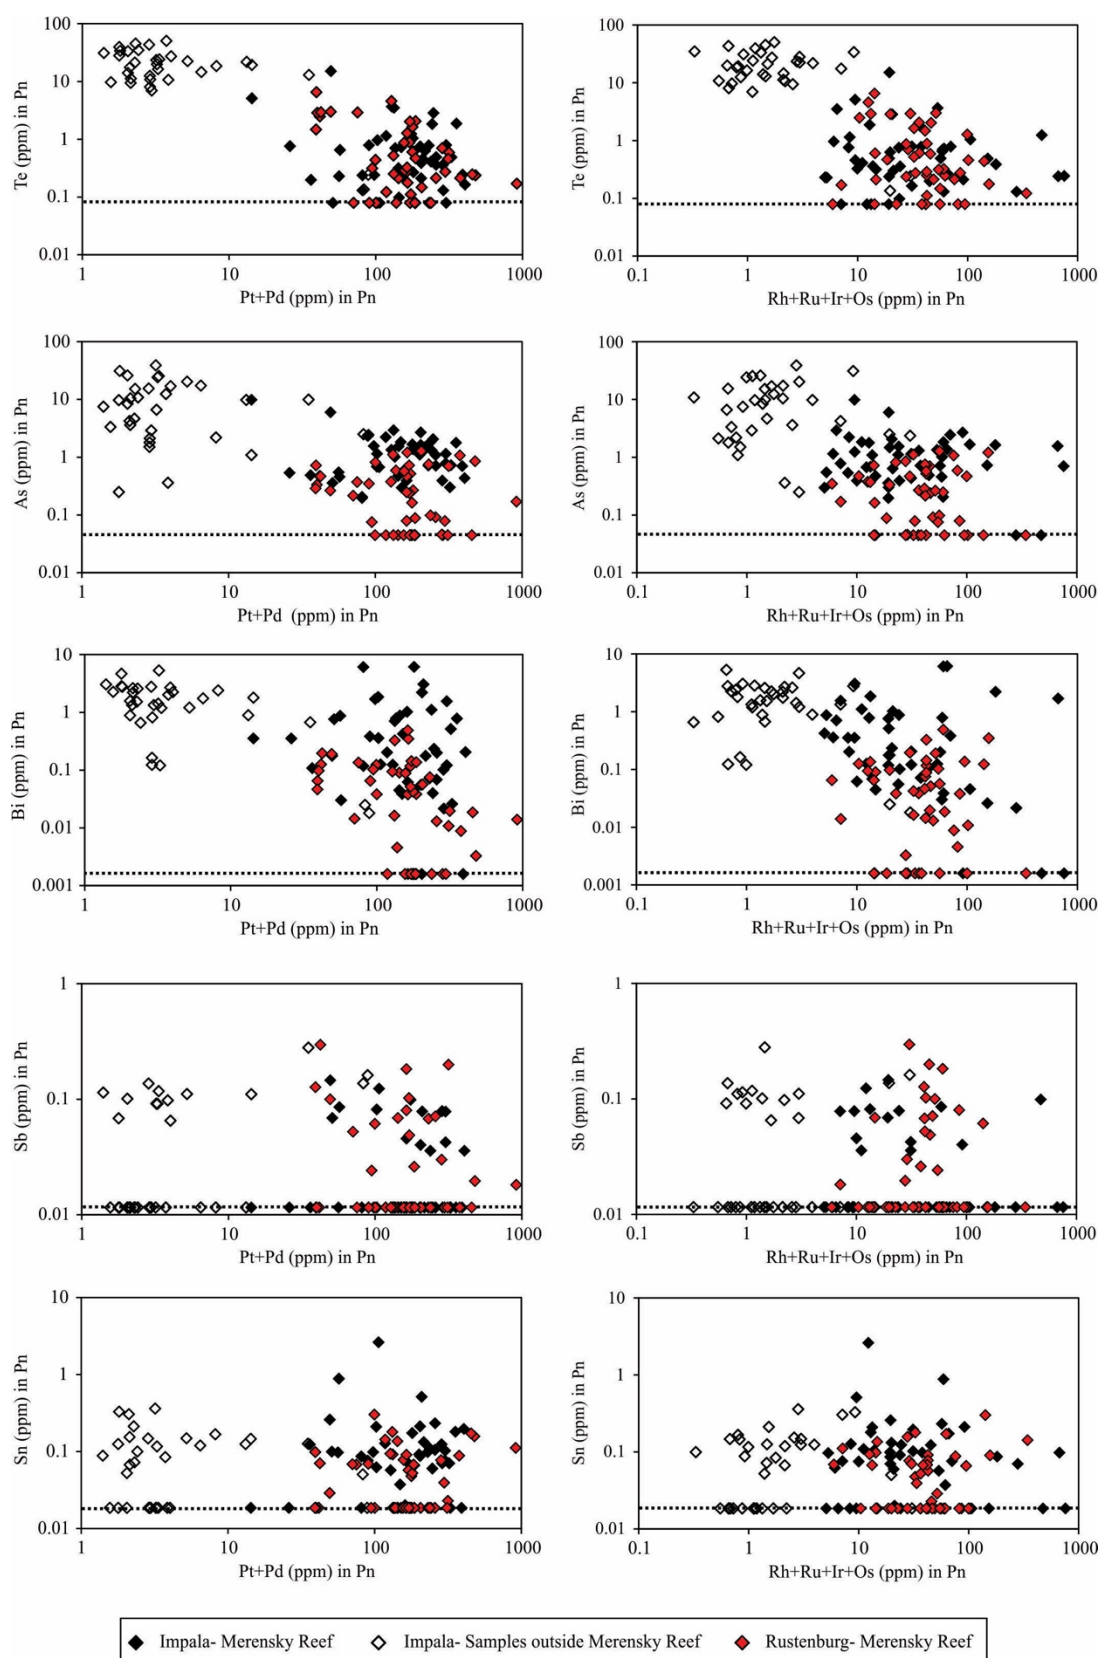 100
10
1
0.1
0.01
Te (ppm) in Pn
1 10 100 1000
Pt+Pd (ppm) in Pn
100
10
1
0.1
0.01
Te (ppm) in Pn
0.1 1 10 100 1000
Rh+Ru+Ir+Os (ppm) in Pn
100
10
1
0.1
0.01
As (ppm) in Pn
1 10 100 1000
Pt+Pd (ppm) in Pn
100
10
1
0.1
0.01
As (ppm) in Pn
0.1 1 10 100 1000
Rh+Ru+Ir+Os (ppm) in Pn
10
1
0.1
0.01
0.001
Bi (ppm) in Pn
1 10 100 1000
Pt+Pd (ppm) in Pn
10
1
0.1
0.01
0.001
Bi (ppm) in Pn
0.1 1 10 100 1000
Rh+Ru+Ir+Os (ppm) in Pn
1
0.1
0.01
Sb (ppm) in Pn
1 10 100 1000
Pt+Pd (ppm) in Pn
1
0.1
0.01
Sb (ppm) in Pn
0.1 1 10 100 1000
Rh+Ru+Ir+Os (ppm) in Pn
10
1
0.1
0.01
Sn (ppm) in Pn
1 10 100 1000
Pt+Pd (ppm) in Pn
10
1
0.1
0.01
Sn (ppm) in Pn
0.1 1 10 100 1000
Rh+Ru+Ir+Os (ppm) in Pn
Impala- Merensky Reef Impala- Samples outside Merensky Reef Rustenburg- Merensky Reef